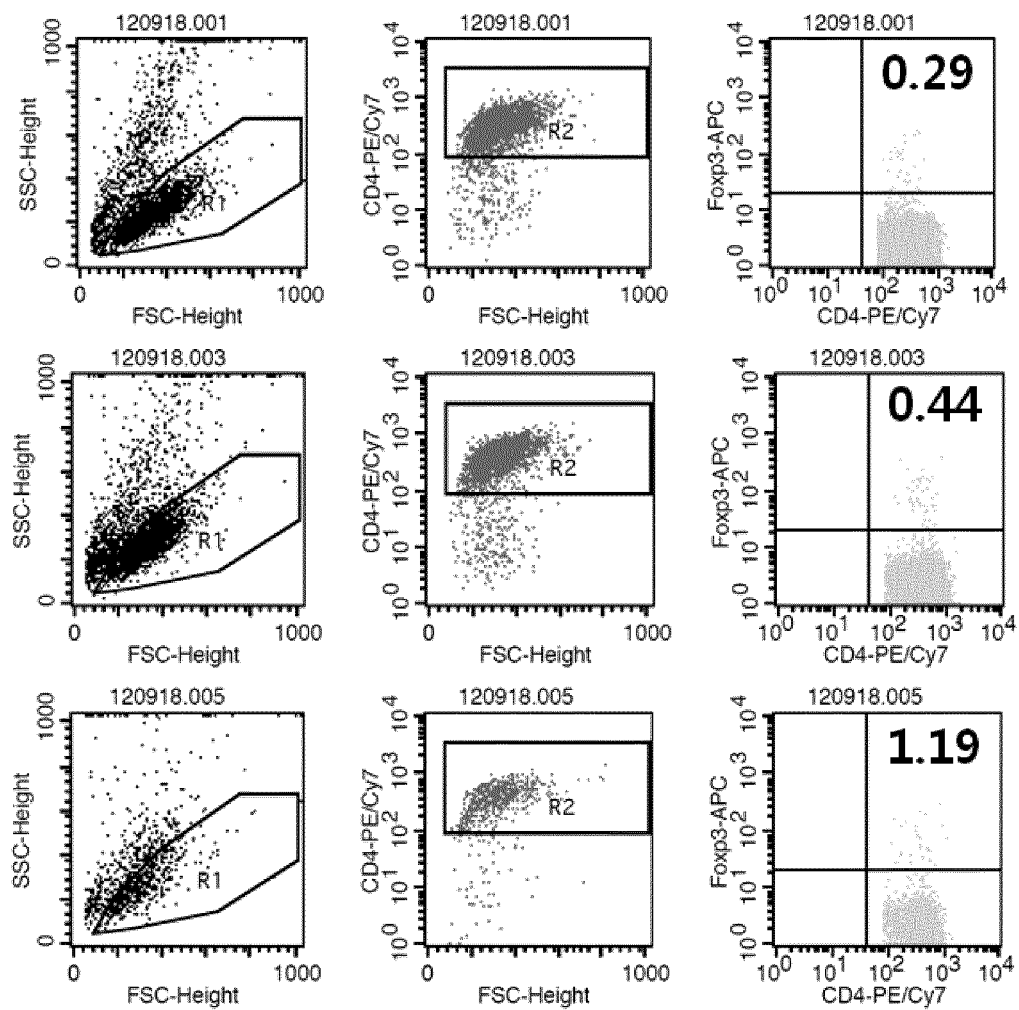 120918.001
1000
SSC-Height
R1
0
0
1000
FSC-Height
120918.001
10^4
10^3
CD4-PE/Cy7
R2
10^2
10^1
10^0
0
1000
FSC-Height
120918.001
10^4
0.29
10^3
Foxp3-APC
10^2
10^1
10^0
10^0 10^1 10^2 10^3 10^4
CD4-PE/Cy7
120918.003
1000
SSC-Height
R1
0
0
1000
FSC-Height
120918.003
10^4
10^3
CD4-PE/Cy7
R2
10^2
10^1
10^0
0
1000
FSC-Height
120918.003
10^4
0.44
10^3
Foxp3-APC
10^2
10^1
10^0
10^0 10^1 10^2 10^3 10^4
CD4-PE/Cy7
120918.005
1000
SSC-Height
R1
0
0
1000
FSC-Height
120918.005
10^4
10^3
CD4-PE/Cy7
R2
10^2
10^1
10^0
0
1000
FSC-Height
120918.005
10^4
1.19
10^3
Foxp3-APC
10^2
10^1
10^0
10^0 10^1 10^2 10^3 10^4
CD4-PE/Cy7